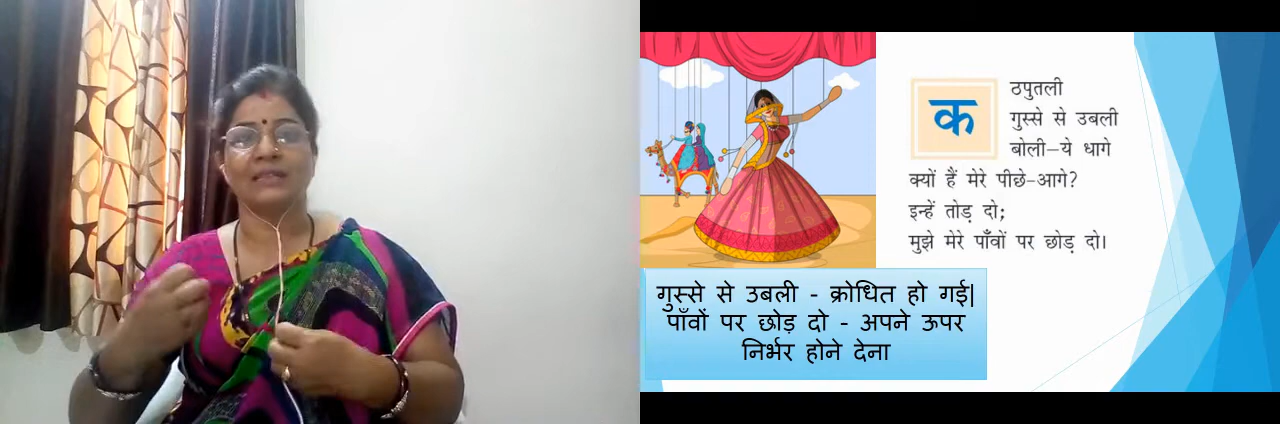 क
ठपुतली
गुस्से से उबली
बोली–ये धागे
क्यों हैं मेरे पीछे-आगे?
इन्हें तोड़ दो;
मुझे मेरे पाँवों पर छोड़ दो।
गुस्से से उबली - क्रोधित हो गई|
पाँवों पर छोड़ दो - अपने ऊपर
निर्भर होने देना